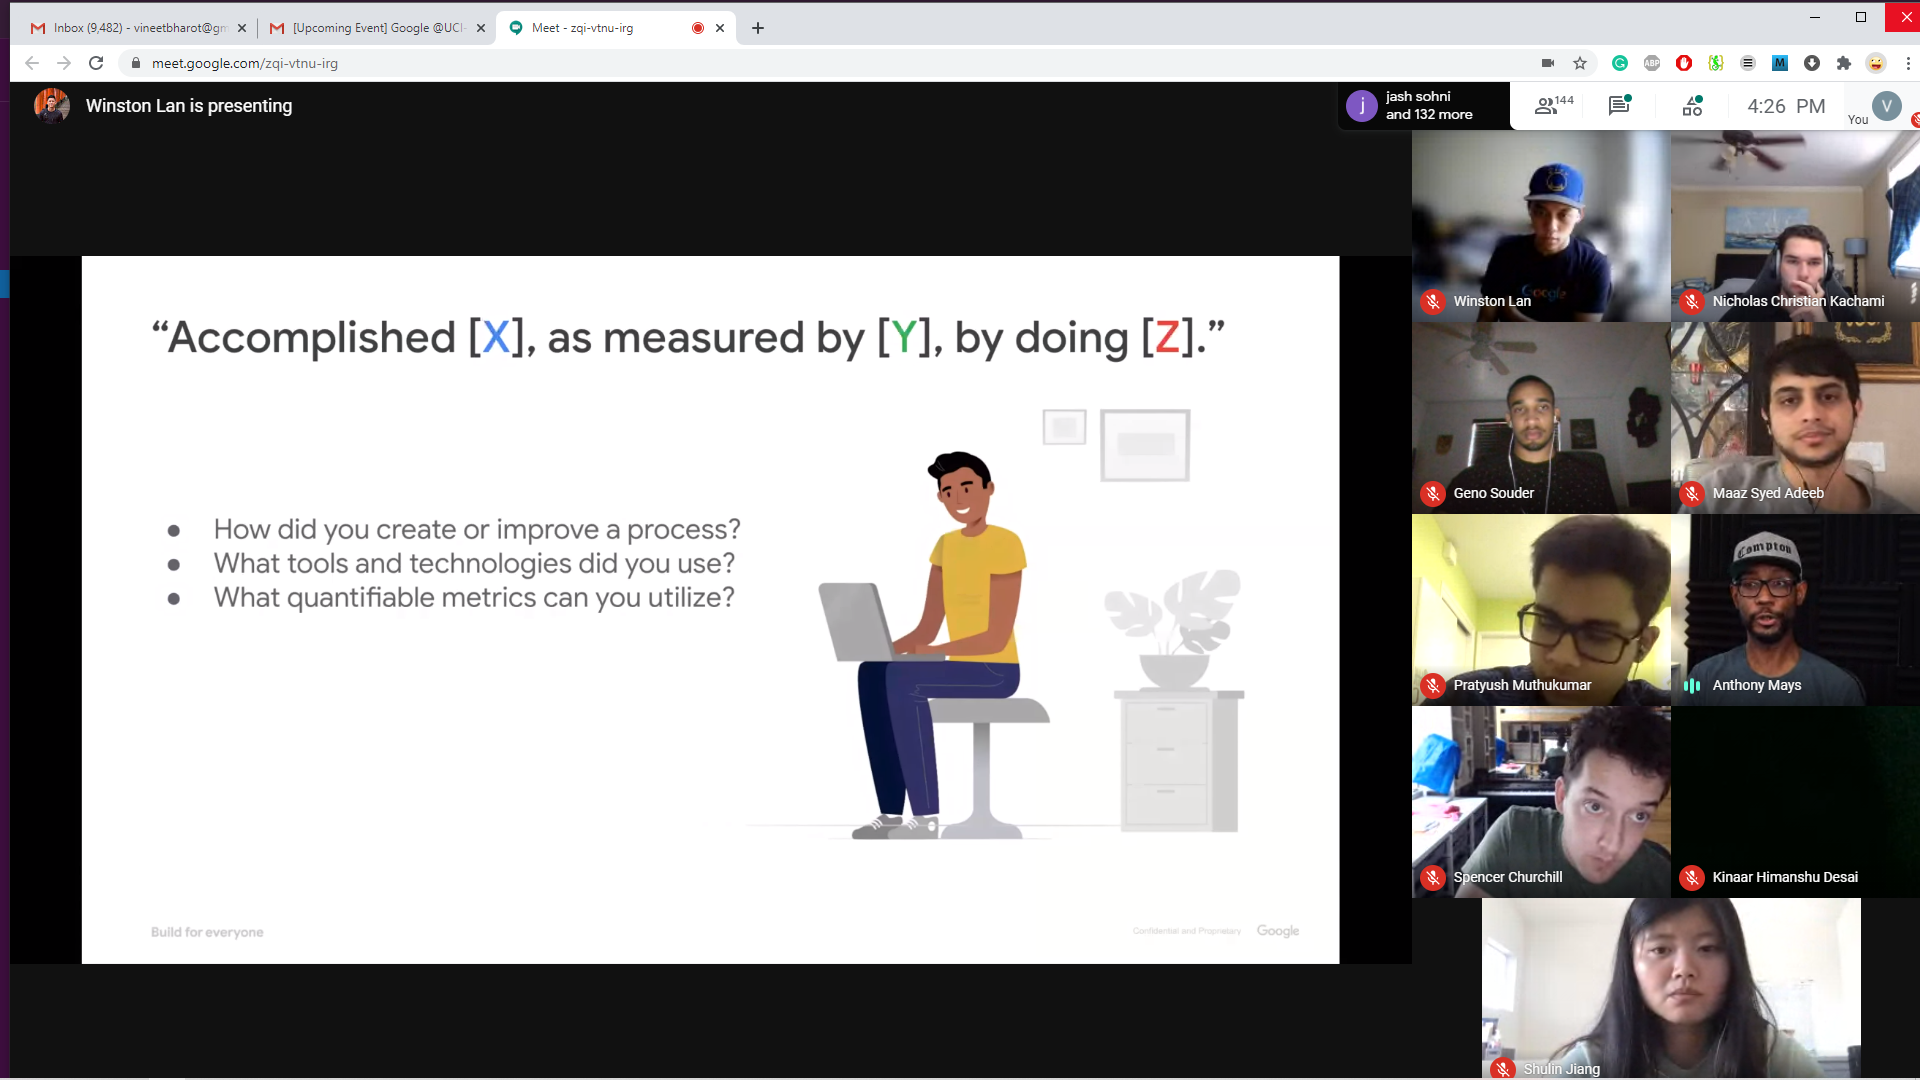 Inbox (9,482) - vineetbharot@gm
[Upcoming Event] Google @UCI-
Meet - zqi-vtnu-irg
meet.google.com/zqi-vtnu-irg
ABP
M
Winston Lan is presenting
j
jash sohni
and 132 more
144
4:26 PM
You
V
"Accomplished [X], as measured by [Y], by doing [Z]."
• How did you create or improve a process?
• What tools and technologies did you use?
• What quantifiable metrics can you utilize?
Build for everyone
Confidential and Proprietary
Google
Google
Winston Lan
Nicholas Christian Kachami
Geno Souder
Maaz Syed Adeeb
Pratyush Muthukumar
Compton
Anthony Mays
Spencer Churchill
Kinaar Himanshu Desai
Shulin Jiang